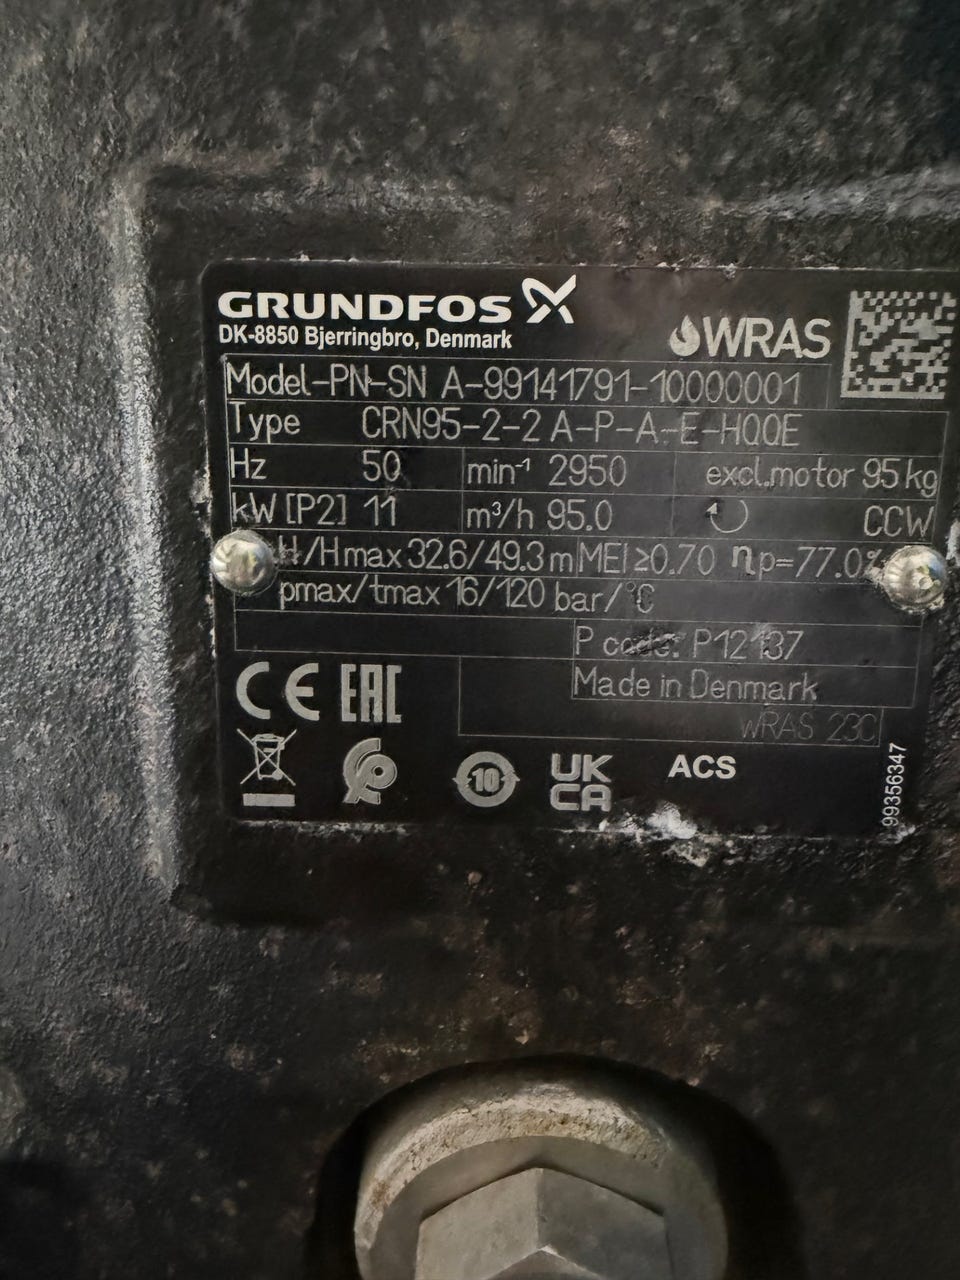 GRUNDFOS
DK-8850 Bjerringbro, Denmark
WRAS
Model-PN-SN A-99141791-10000001
Type CRN95-2-2 A-P-A-E-HQQE
Hz 50 min⁻¹ 2950 excl.motor 95 kg
kW [P2] 11 m³/h 95.0 CCW
H/Hmax 32.6/49.3 m MEI ≥0.70 ηp=77.0%
pmax/tmax 16/120 bar/°C
P code: P12137
Made in Denmark
WRAS 23C
CE EAC
10 UK CA ACS
99356347